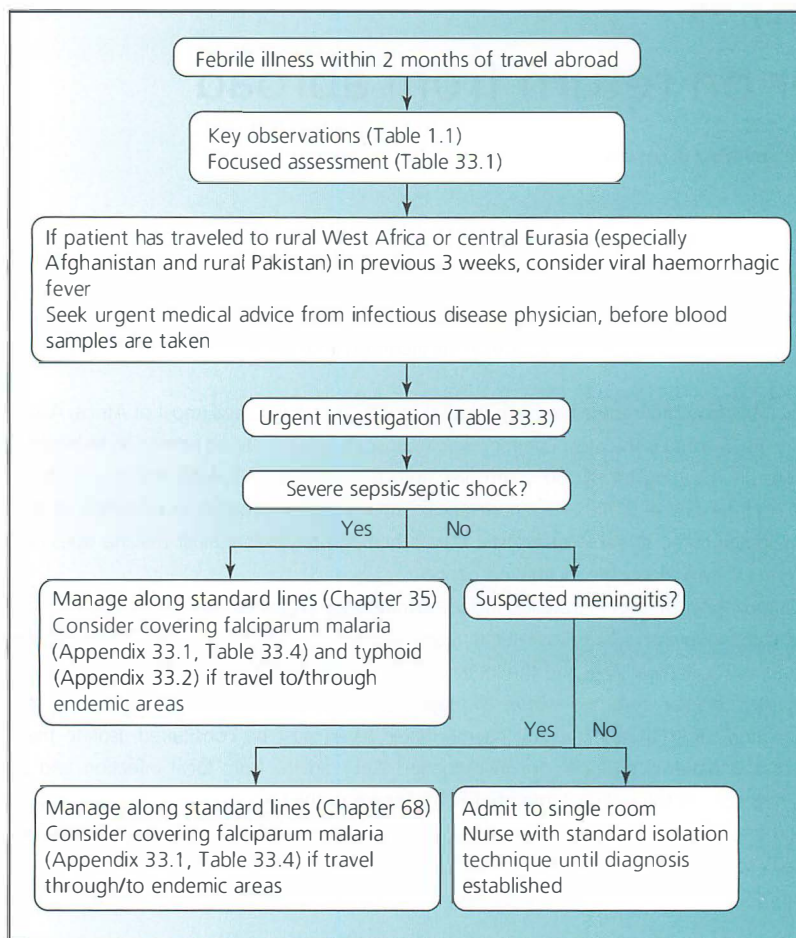 Febrile illness within 2 months of travel abroad
Key observations (Table 1.1)
Focused assessment (Table 33.1)
If patient has traveled to rural West Africa or central Eurasia (especially
Afghanistan and rural Pakistan) in previous 3 weeks, consider viral haemorrhagic
fever
Seek urgent medical advice from infectious disease physician, before blood
samples are taken
Urgent investigation (Table 33.3)
Severe sepsis/septic shock?
Yes No
Manage along standard lines (Chapter 35)
Consider covering falciparum malaria
(Appendix 33.1, Table 33.4) and typhoid
(Appendix 33.2) if travel to/through
endemic areas
Suspected meningitis?
Yes No
Manage along standard lines (Chapter 68)
Consider covering falciparum malaria
(Appendix 33.1, Table 33.4) if travel
through/to endemic areas
Admit to single room
Nurse with standard isolation
technique until diagnosis
established